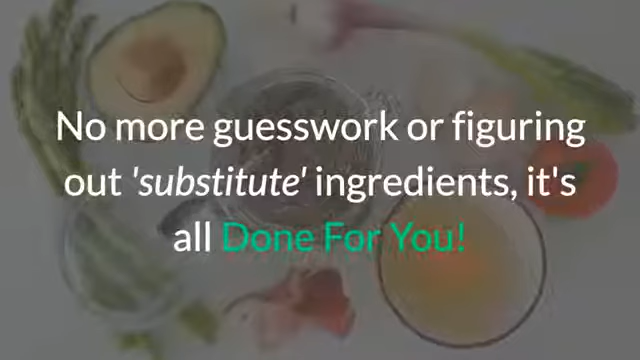 No more guesswork or figuring
out 'substitute' ingredients, it's
all Done For You!